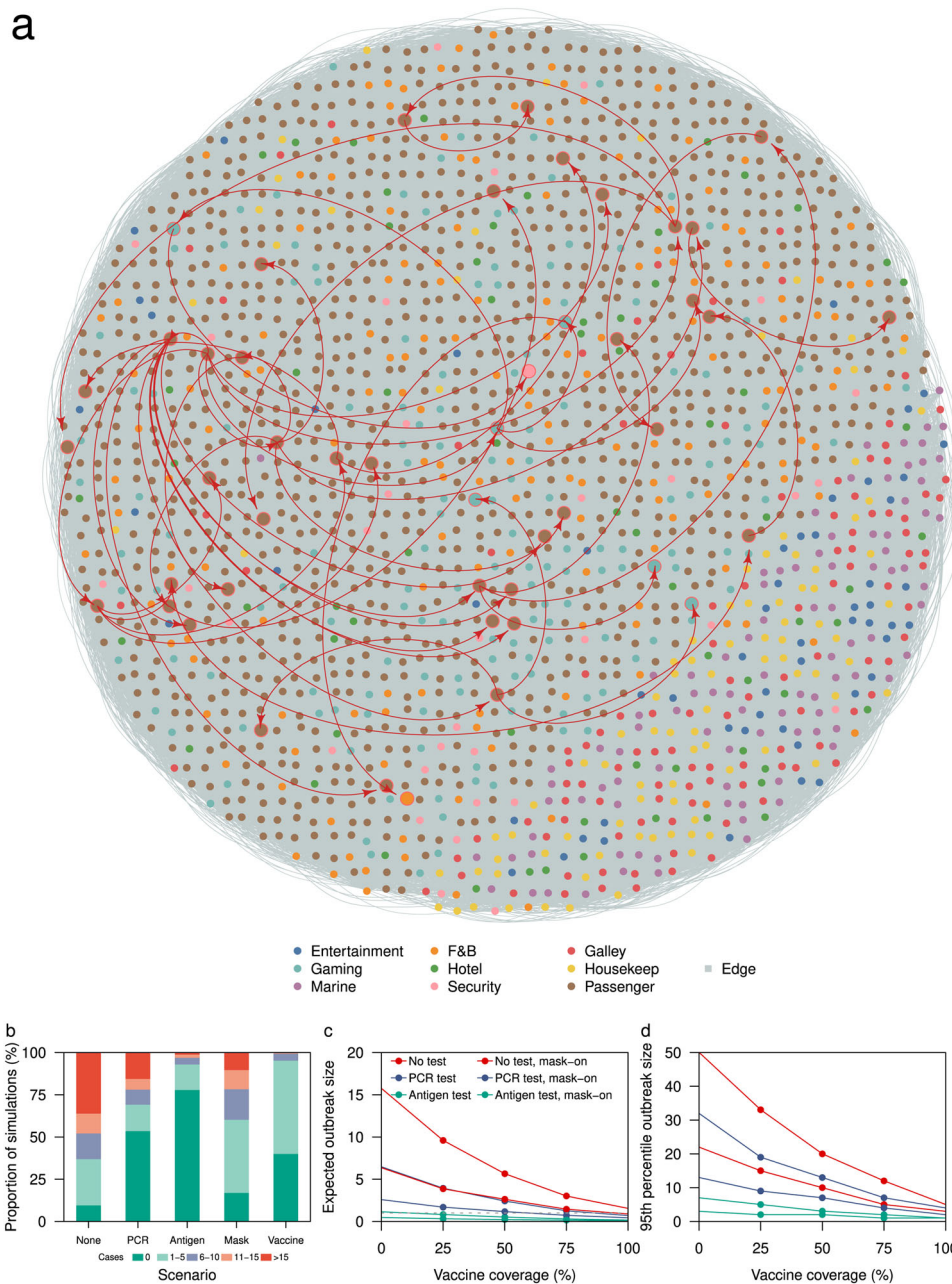 a
Entertainment F&B Galley
Gaming Hotel Housekeep Edge
Marine Security Passenger
b
Proportion of simulations (%)
100
50
0
None PCR Antigen Mask Vaccine
Cases 0 1−5 6−10 11−15 >15
Scenario
c
Expected outbreak size
20
15
10
5
0
No test No test, mask−on
PCR test PCR test, mask−on
Antigen test Antigen test, mask−on
0 25 50 75 100
Vaccine coverage (%)
d
95th percentile outbreak size
50
40
30
20
10
0
0 25 50 75 100
Vaccine coverage (%)